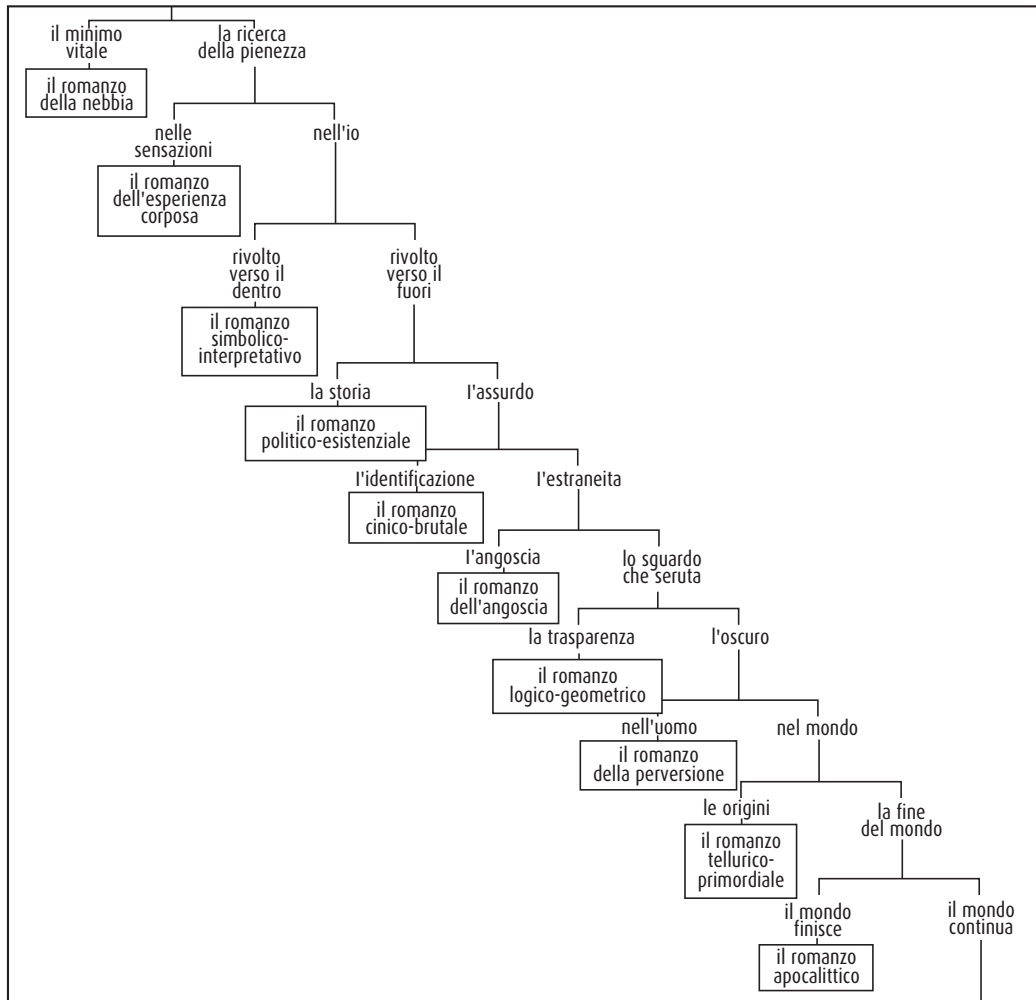 il minimo
vitale
la ricerca
della pienezza
il romanzo
della nebbia
nelle
sensazioni
nell'io
il romanzo
dell'esperienza
corposa
rivolto
verso il
dentro
rivolto
verso il
fuori
il romanzo
simbolico-
interpretativo
la storia
l'assurdo
il romanzo
politico-esistenziale
l'identificazione
l'estraneita
il romanzo
cinico-brutale
l'angoscia
lo sguardo
che seruta
il romanzo
dell'angoscia
la trasparenza
l'oscuro
il romanzo
logico-geometrico
nell'uomo
nel mondo
il romanzo
della perversione
le origini
la fine
del mondo
il romanzo
tellurico-
primordiale
il mondo
finisce
il mondo
continua
il romanzo
apocalittico